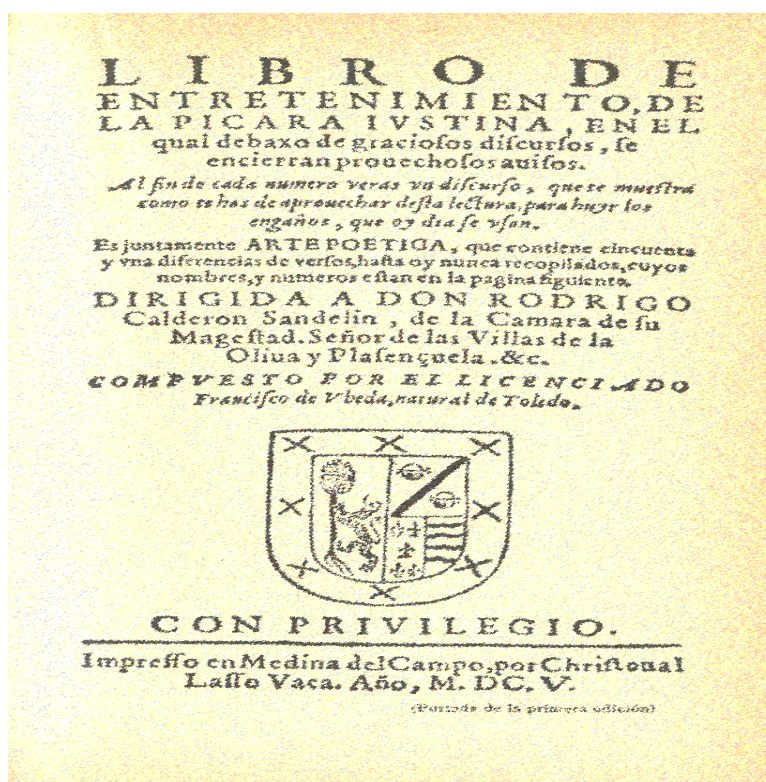 LIBRO DE
ENTRETENIMIENTO, DE
LA PICARA IVSTINA, EN EL
qual debaxo de gracioſos diſcurſos, ſe
encierran prouechoſos auiſos.
Al fin de cada numero veras vn diſcurſo, que te mueſtra
como te has de aprouechar deſta lectura, para huyr los
engaños, que oy dia ſe vſan.
Es juntamente ARTE POETICA, que contiene cincuenta
y vna diferencias de verſos, haſta oy nunca recopilados, cuyos
nombres, y numeros eſtan en la pagina ſiguiente.
DIRIGIDA A DON RODRIGO
Calderon Sandelin, de la Camara de ſu
Mageſtad. Señor de las Villas de la
Oliua y Plaſençuela. &c.
COMPVESTO POR EL LICENCIADO
Franciſco de Vbeda, natural de Toledo.
CON PRIVILEGIO.
Impreſſo en Medina del Campo, por Chriſtoual
Laſſo Vaca. Año, M. DC. V.
(Portada de la primera edición)